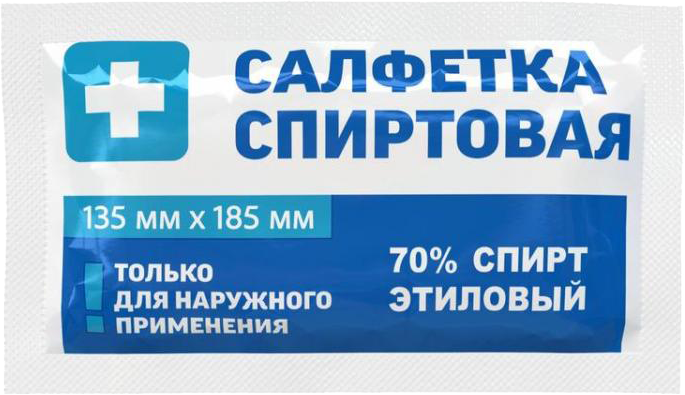 САЛФЕТКА
СПИРТОВАЯ
135 мм х 185 мм
! ТОЛЬКО
ДЛЯ НАРУЖНОГО
ПРИМЕНЕНИЯ
70% СПИРТ
ЭТИЛОВЫЙ